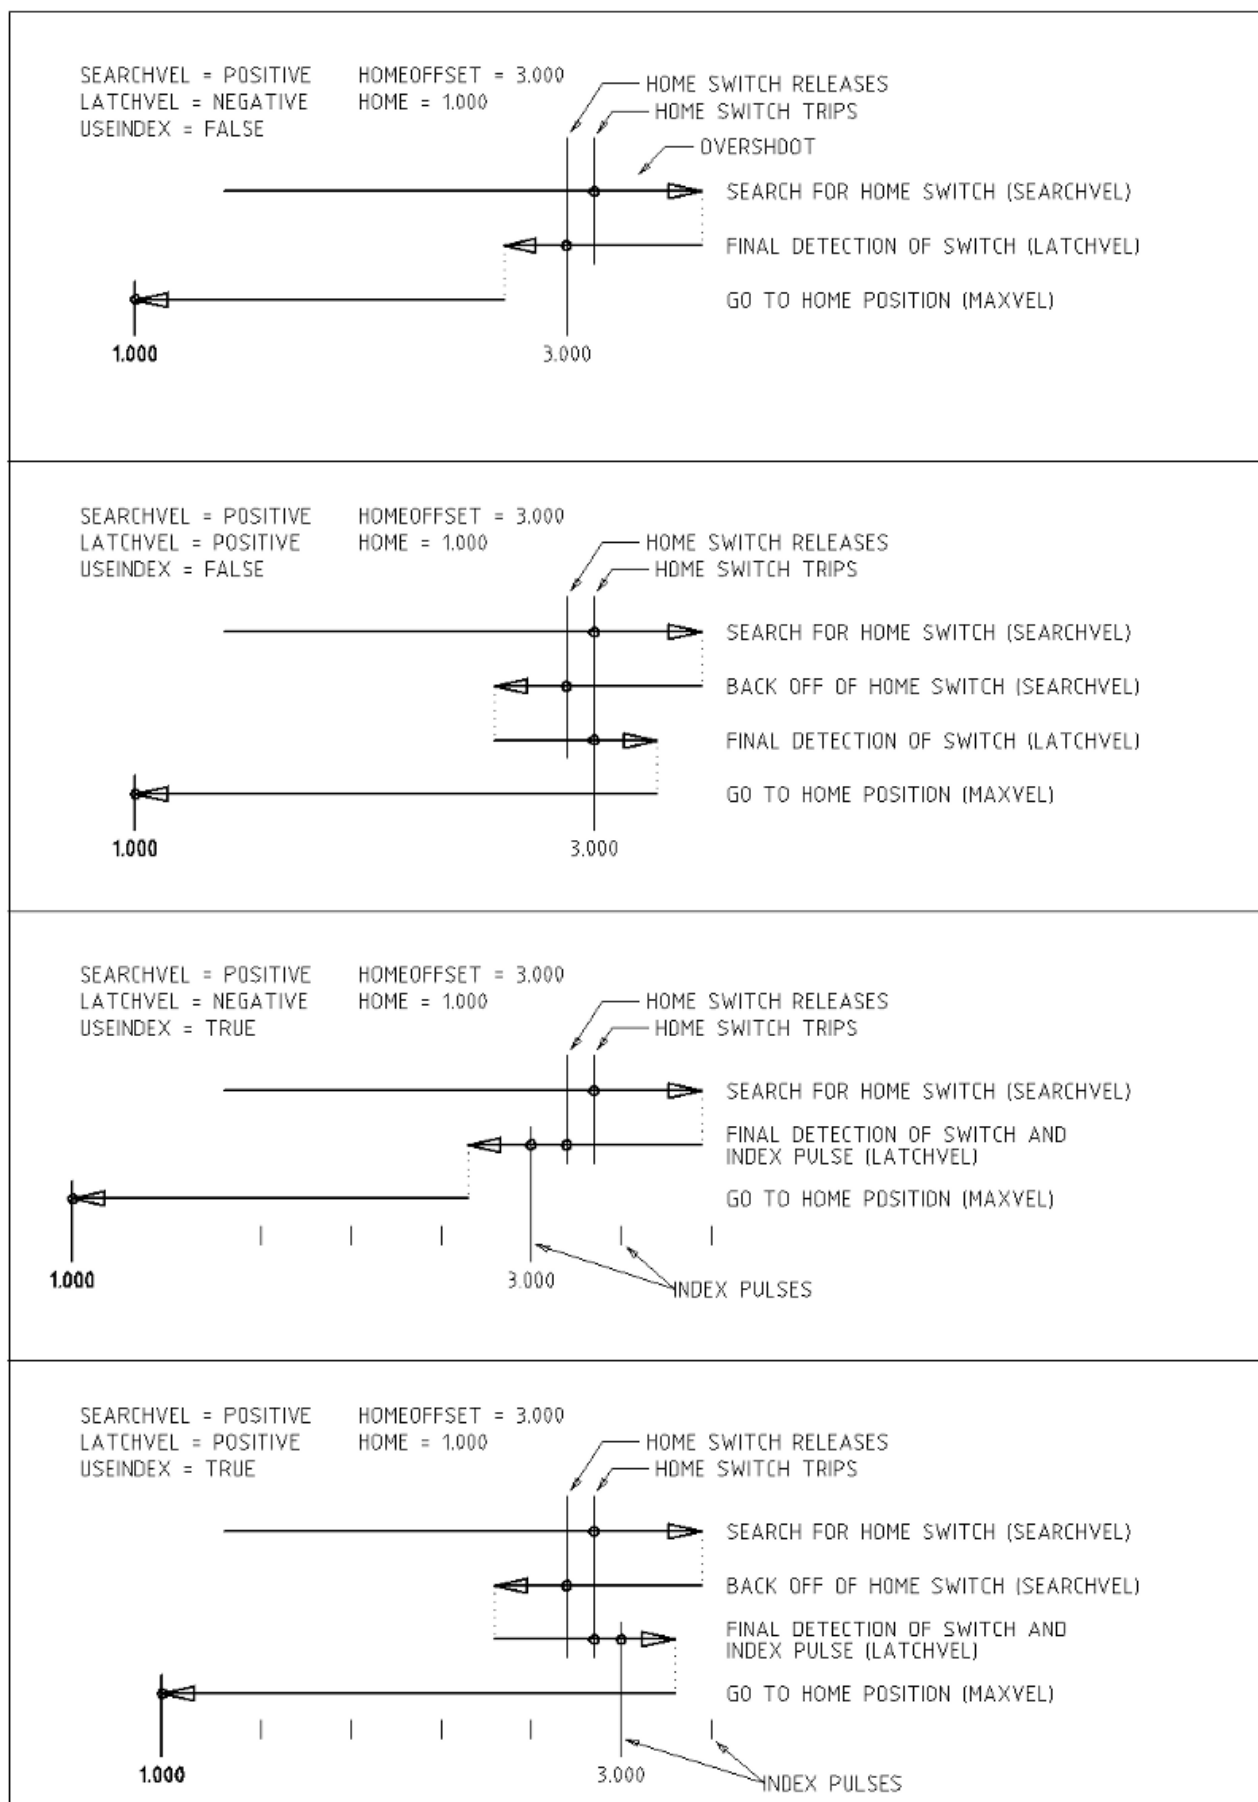 SEARCHVEL = POSITIVE HOMEOFFSET = 3.000
LATCHVEL = NEGATIVE HOME = 1.000
USEINDEX = FALSE
HOME SWITCH RELEASES
HOME SWITCH TRIPS
OVERSHOOT
SEARCH FOR HOME SWITCH (SEARCHVEL)
FINAL DETECTION OF SWITCH (LATCHVEL)
GO TO HOME POSITION (MAXVEL)
1.000 3.000
SEARCHVEL = POSITIVE HOMEOFFSET = 3.000
LATCHVEL = POSITIVE HOME = 1.000
USEINDEX = FALSE
HOME SWITCH RELEASES
HOME SWITCH TRIPS
SEARCH FOR HOME SWITCH (SEARCHVEL)
BACK OFF OF HOME SWITCH (SEARCHVEL)
FINAL DETECTION OF SWITCH (LATCHVEL)
GO TO HOME POSITION (MAXVEL)
1.000 3.000
SEARCHVEL = POSITIVE HOMEOFFSET = 3.000
LATCHVEL = NEGATIVE HOME = 1.000
USEINDEX = TRUE
HOME SWITCH RELEASES
HOME SWITCH TRIPS
SEARCH FOR HOME SWITCH (SEARCHVEL)
FINAL DETECTION OF SWITCH AND
INDEX PULSE (LATCHVEL)
GO TO HOME POSITION (MAXVEL)
1.000 3.000
INDEX PULSES
SEARCHVEL = POSITIVE HOMEOFFSET = 3.000
LATCHVEL = POSITIVE HOME = 1.000
USEINDEX = TRUE
HOME SWITCH RELEASES
HOME SWITCH TRIPS
SEARCH FOR HOME SWITCH (SEARCHVEL)
BACK OFF OF HOME SWITCH (SEARCHVEL)
FINAL DETECTION OF SWITCH AND
INDEX PULSE (LATCHVEL)
GO TO HOME POSITION (MAXVEL)
1.000 3.000
INDEX PULSES